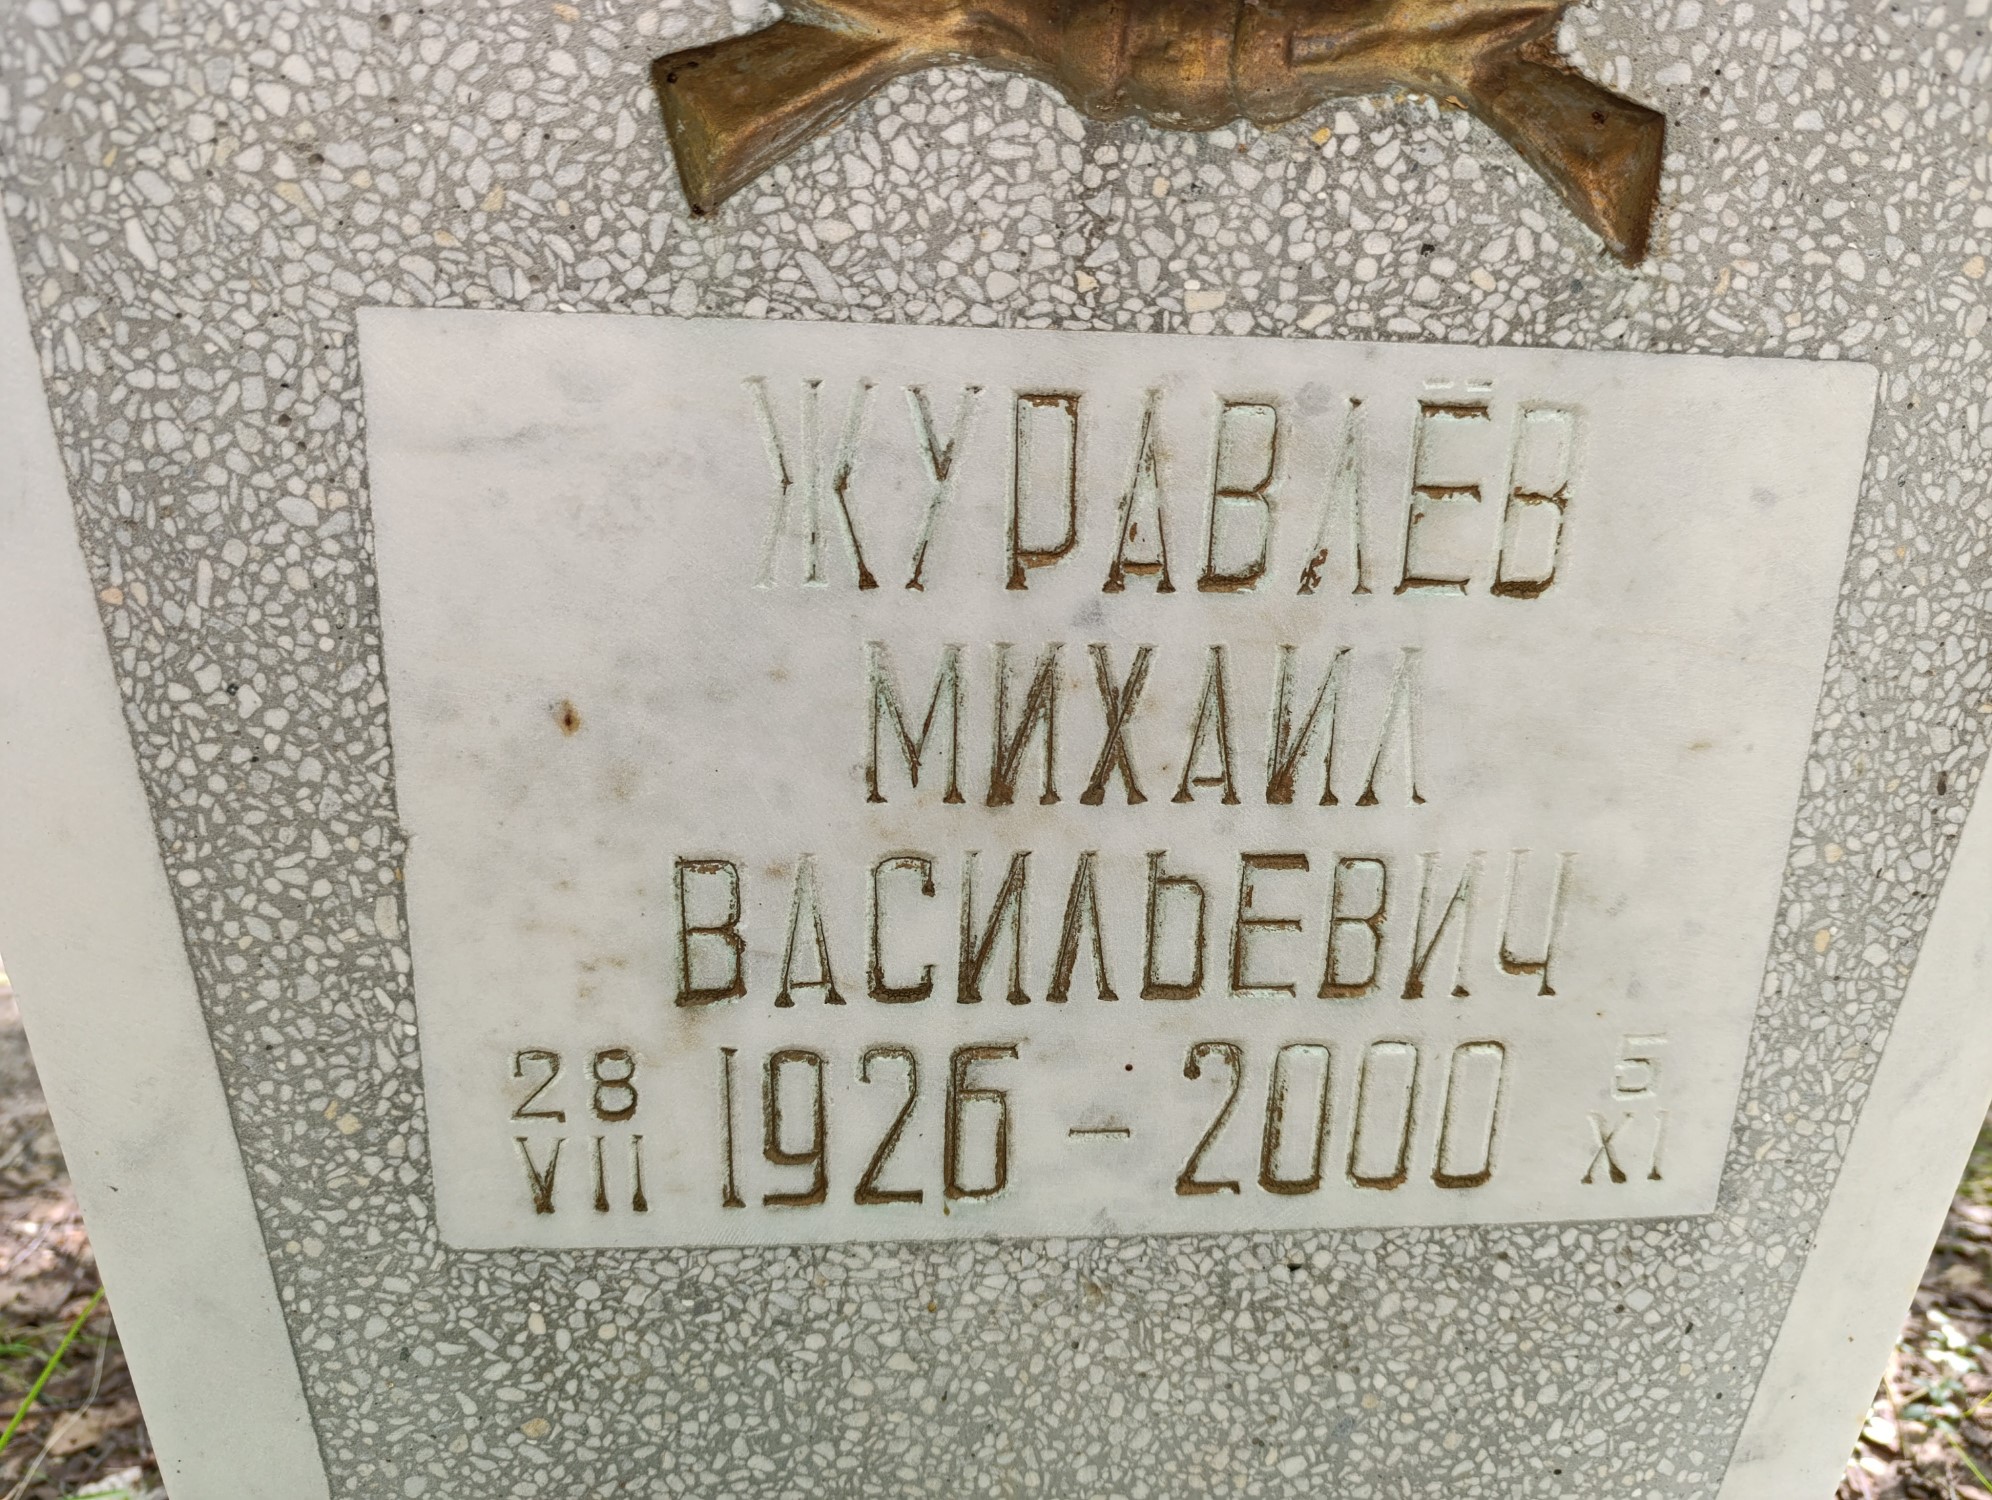 ЖУРАВЛЁВ
МИХАИЛ
ВАСИЛЬЕВИЧ
28 VII 1926 – 2000 5 XI